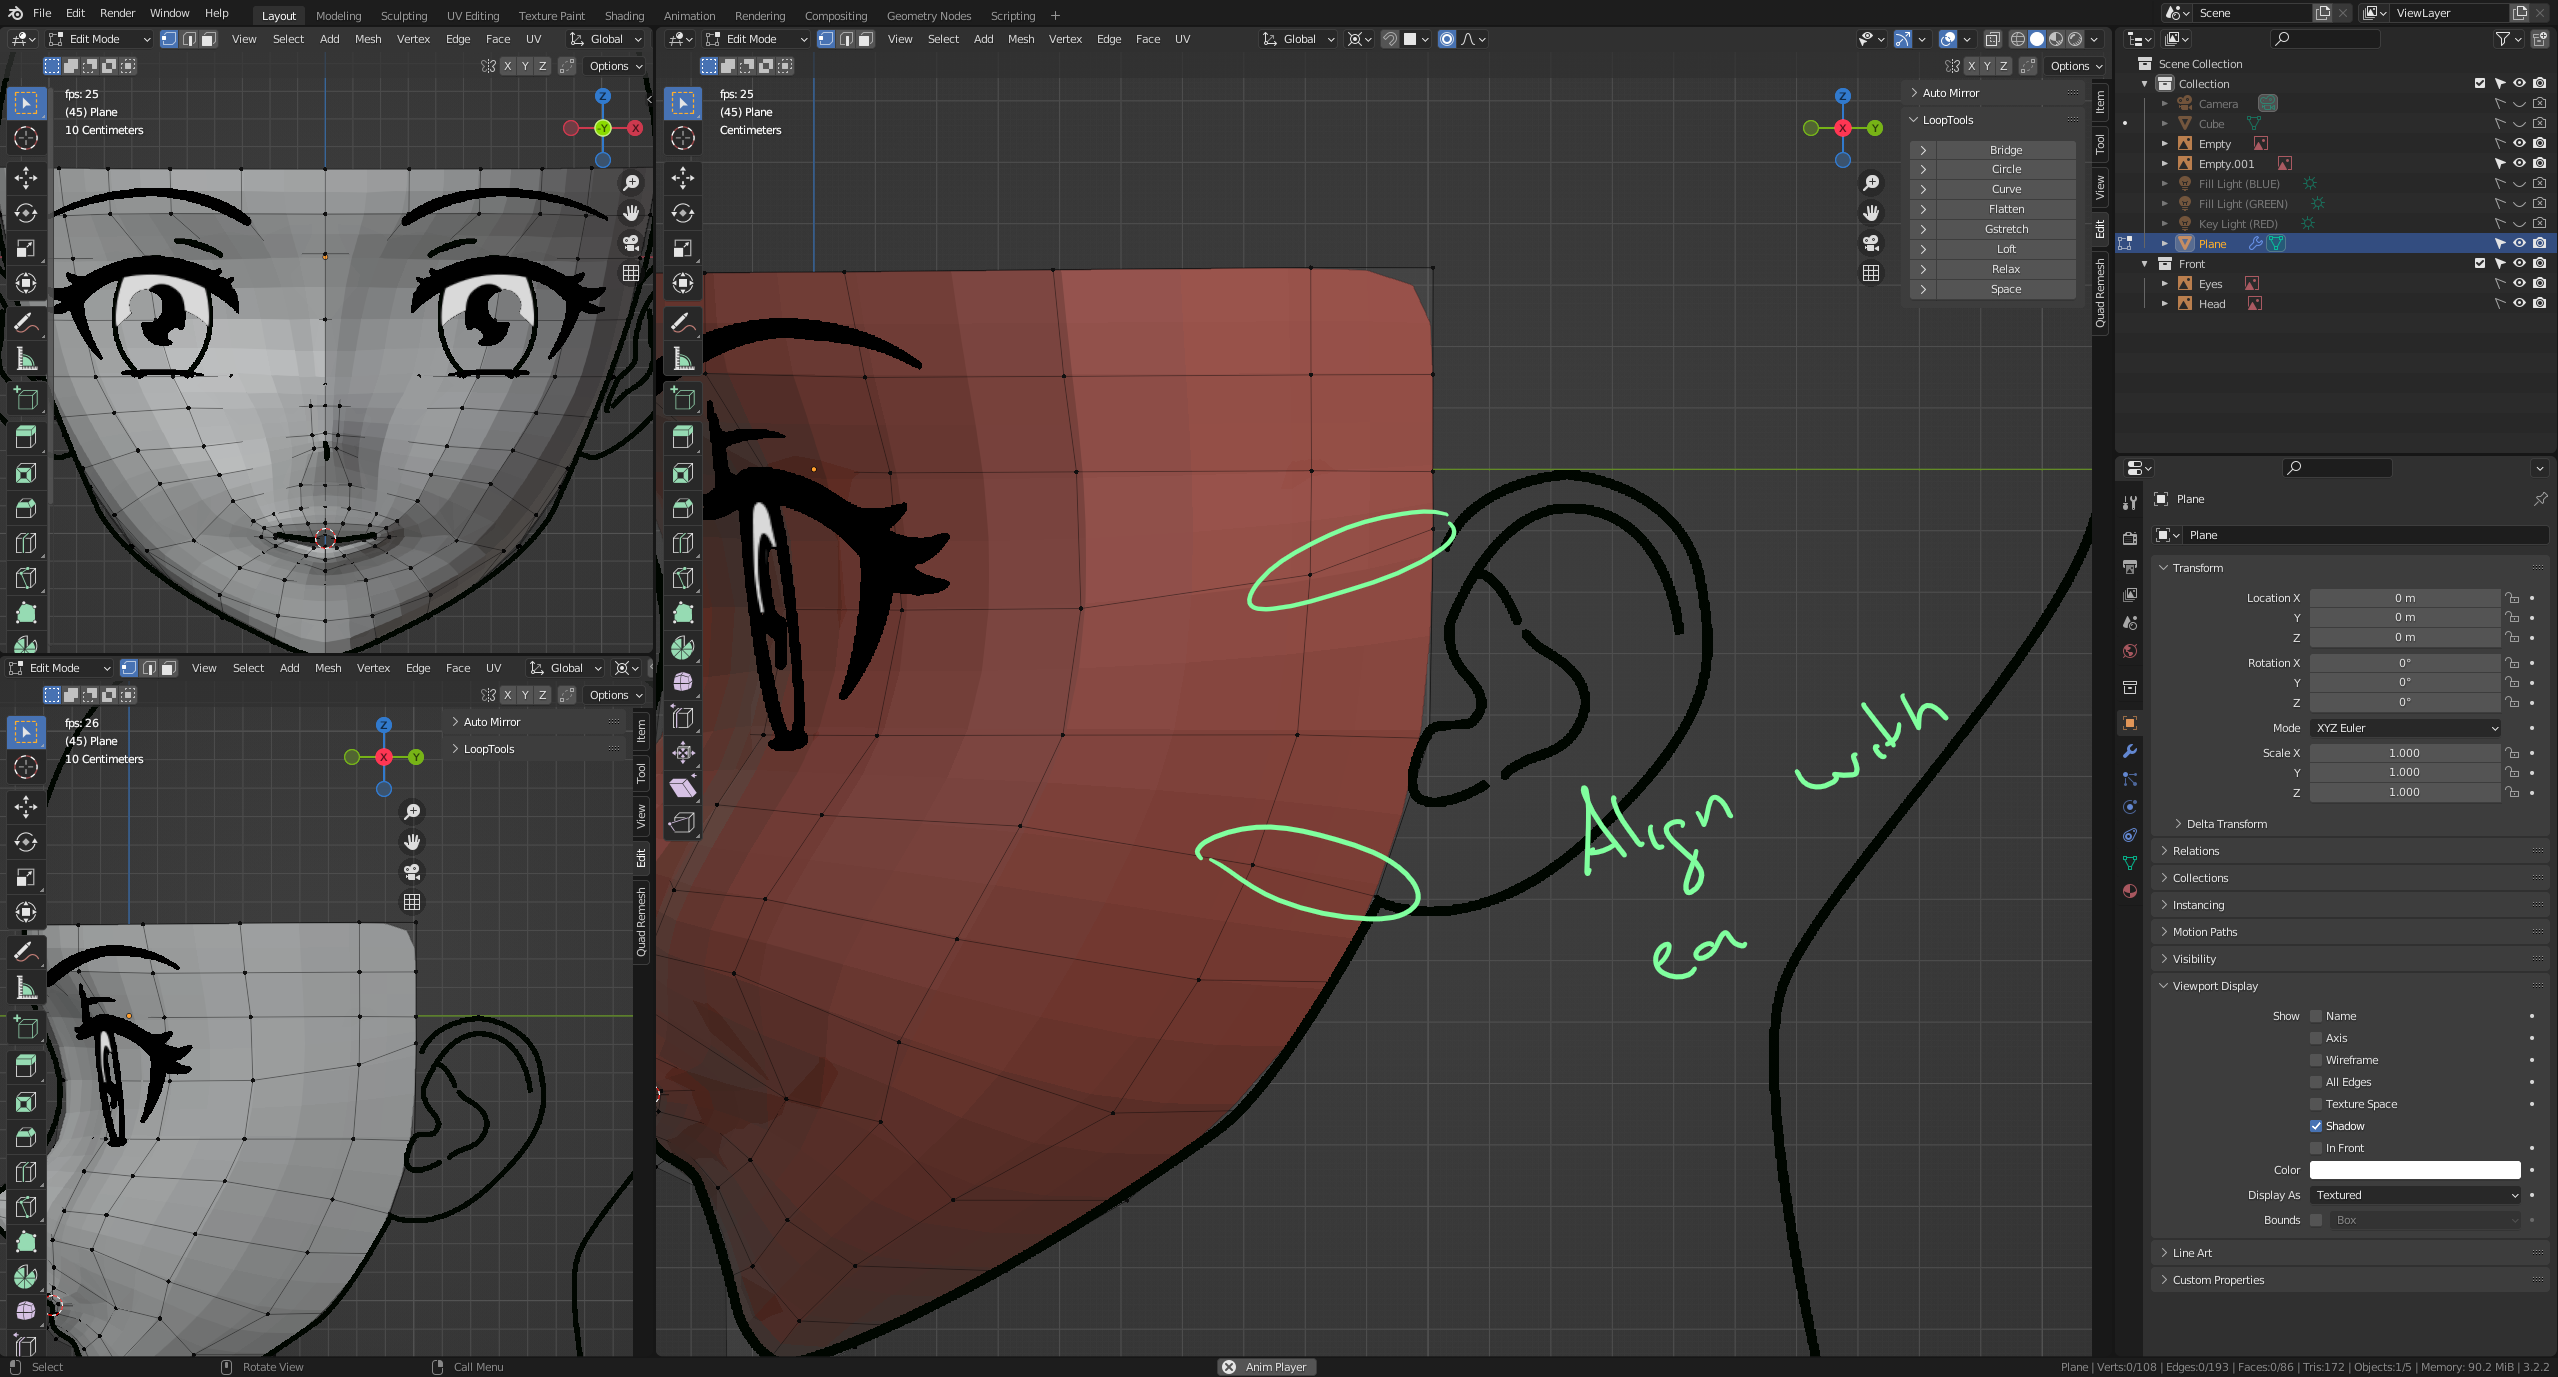 File Edit Render Window Help Layout Modeling Sculpting UV Editing Texture Paint Shading Animation Rendering Compositing Geometry Nodes Scripting + Scene ViewLayer
Edit Mode View Select Add Mesh Vertex Edge Face UV Global
X Y Z Options
fps: 25
(45) Plane
10 Centimeters
Z
Y
X
Edit Mode View Select Add Mesh Vertex Edge Face UV Global
X Y Z Options
fps: 25
(45) Plane
Centimeters
Z
X
Y
Auto Mirror
LoopTools
Bridge
Circle
Curve
Flatten
Gstretch
Loft
Relax
Space
Item
Tool
View
Edit
Quad Remesh
Align with
ear
Edit Mode View Select Add Mesh Vertex Edge Face UV Global
X Y Z Options
fps: 26
(45) Plane
10 Centimeters
Z
X
Y
Auto Mirror
LoopTools
Item
Tool
View
Edit
Quad Remesh
Scene Collection
Collection
Camera
Cube
Empty
Empty.001
Fill Light (BLUE)
Fill Light (GREEN)
Key Light (RED)
Plane
Front
Eyes
Head
Plane
Plane
Transform
Location X 0 m
Y 0 m
Z 0 m
Rotation X 0°
Y 0°
Z 0°
Mode XYZ Euler
Scale X 1.000
Y 1.000
Z 1.000
Delta Transform
Relations
Collections
Instancing
Motion Paths
Visibility
Viewport Display
Show Name
Axis
Wireframe
All Edges
Texture Space
Shadow
In Front
Color
Display As Textured
Bounds Box
Line Art
Custom Properties
Select Rotate View Call Menu Anim Player Plane | Verts:0/108 | Edges:0/193 | Faces:0/86 | Tris:172 | Objects:1/5 | Memory: 90.2 MiB | 3.2.2